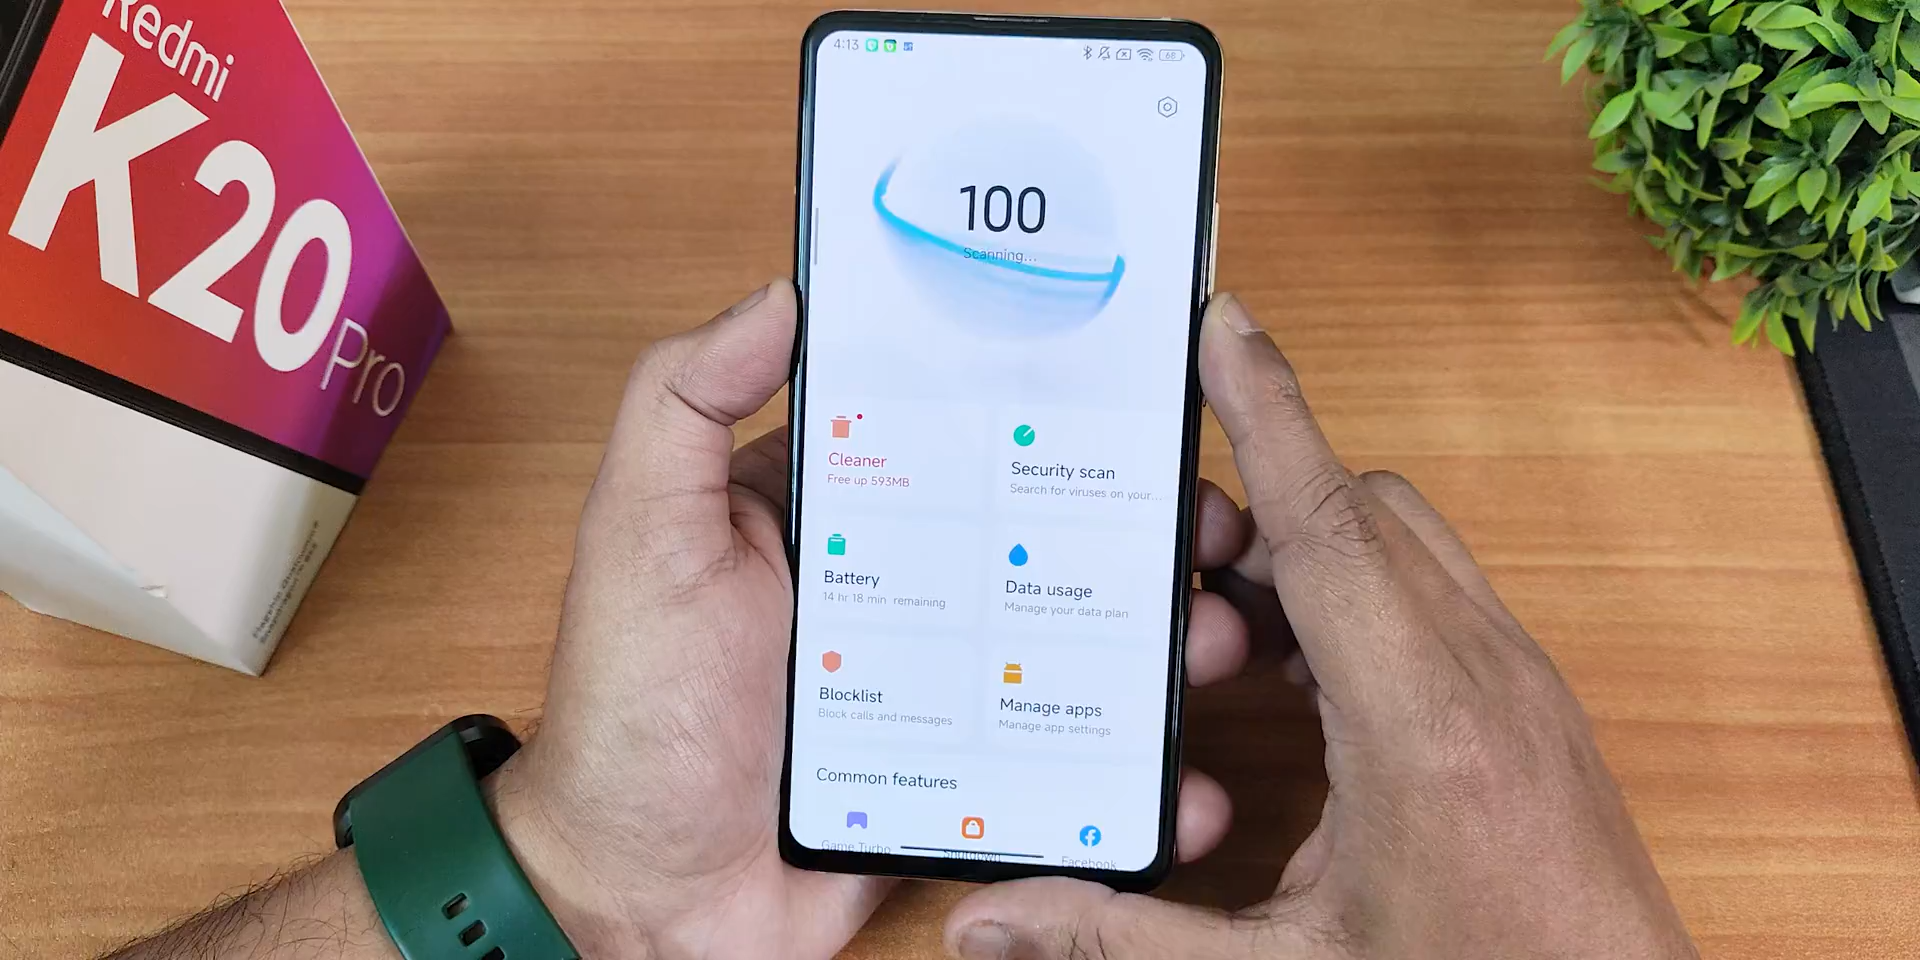 Redmi
K20
Pro
4:13
68
100
Scanning...
Cleaner
Free up 593MB
Security scan
Search for viruses on your...
Battery
14 hr 18 min remaining
Data usage
Manage your data plan
Blocklist
Block calls and messages
Manage apps
Manage app settings
Common features
Game Turbo
Shutdown
Facebook